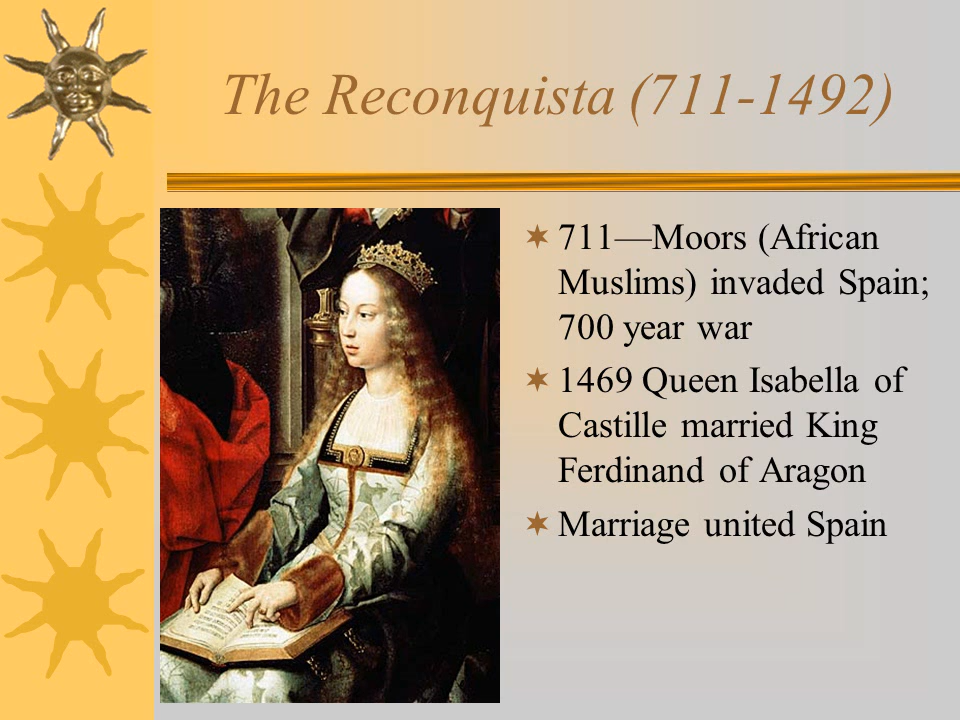 The Reconquista (711-1492)
711—Moors (African
Muslims) invaded Spain;
700 year war
1469 Queen Isabella of
Castille married King
Ferdinand of Aragon
Marriage united Spain